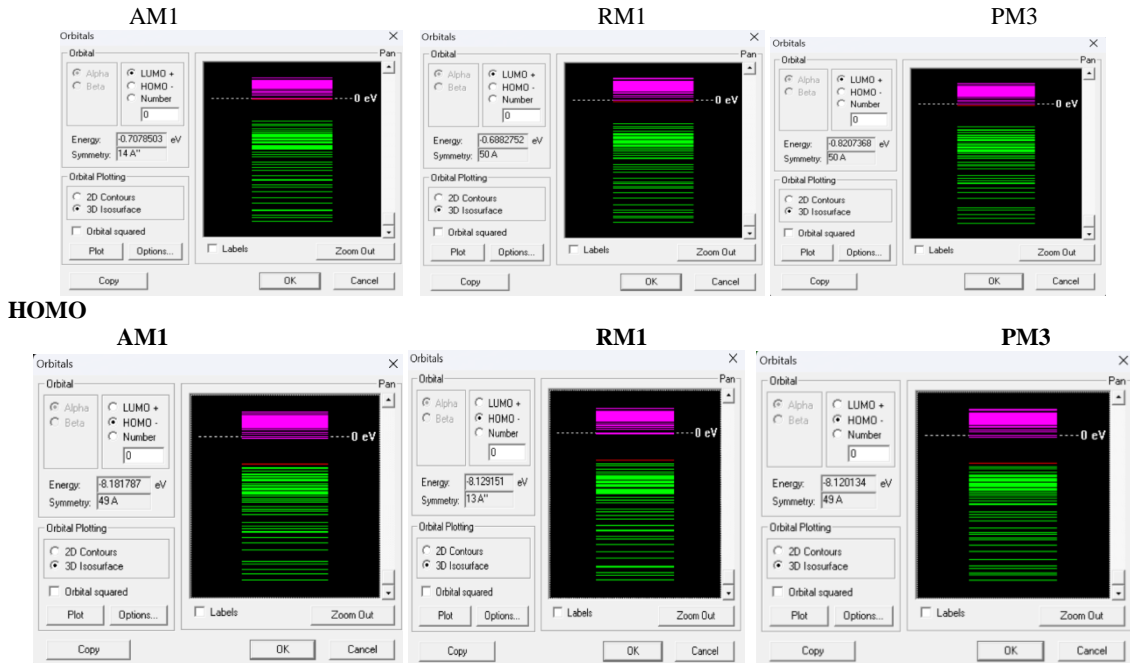 AM1
RM1
PM3
Orbitals
Orbital
Pan
Alpha
Beta
LUMO +
HOMO -
Number
0
0 eV
Energy: -0.7078503 eV
Symmetry: 14 A"
Orbital Plotting
2D Contours
3D Isosurface
Orbital squared
Plot Options...
Labels
Zoom Out
Copy
OK
Cancel
Orbitals
Orbital
Pan
Alpha
Beta
LUMO +
HOMO -
Number
0
0 eV
Energy: -0.6882752 eV
Symmetry: 50 A
Orbital Plotting
2D Contours
3D Isosurface
Orbital squared
Plot Options...
Labels
Zoom Out
Copy
OK
Cancel
Orbitals
Orbital
Pan
Alpha
Beta
LUMO +
HOMO -
Number
0
0 eV
Energy: -0.8207368 eV
Symmetry: 50 A
Orbital Plotting
2D Contours
3D Isosurface
Orbital squared
Plot Options...
Labels
Zoom Out
Copy
OK
Cancel
HOMO
AM1
RM1
PM3
Orbitals
Orbital
Pan
Alpha
Beta
LUMO +
HOMO -
Number
0
0 eV
Energy: -8.181787 eV
Symmetry: 49 A
Orbital Plotting
2D Contours
3D Isosurface
Orbital squared
Plot Options...
Labels
Zoom Out
Copy
OK
Cancel
Orbitals
Orbital
Pan
Alpha
Beta
LUMO +
HOMO -
Number
0
0 eV
Energy: -8.129151 eV
Symmetry: 13 A"
Orbital Plotting
2D Contours
3D Isosurface
Orbital squared
Plot Options...
Labels
Zoom Out
Copy
OK
Cancel
Orbitals
Orbital
Pan
Alpha
Beta
LUMO +
HOMO -
Number
0
0 eV
Energy: -8.120134 eV
Symmetry: 49 A
Orbital Plotting
2D Contours
3D Isosurface
Orbital squared
Plot Options...
Labels
Zoom Out
Copy
OK
Cancel